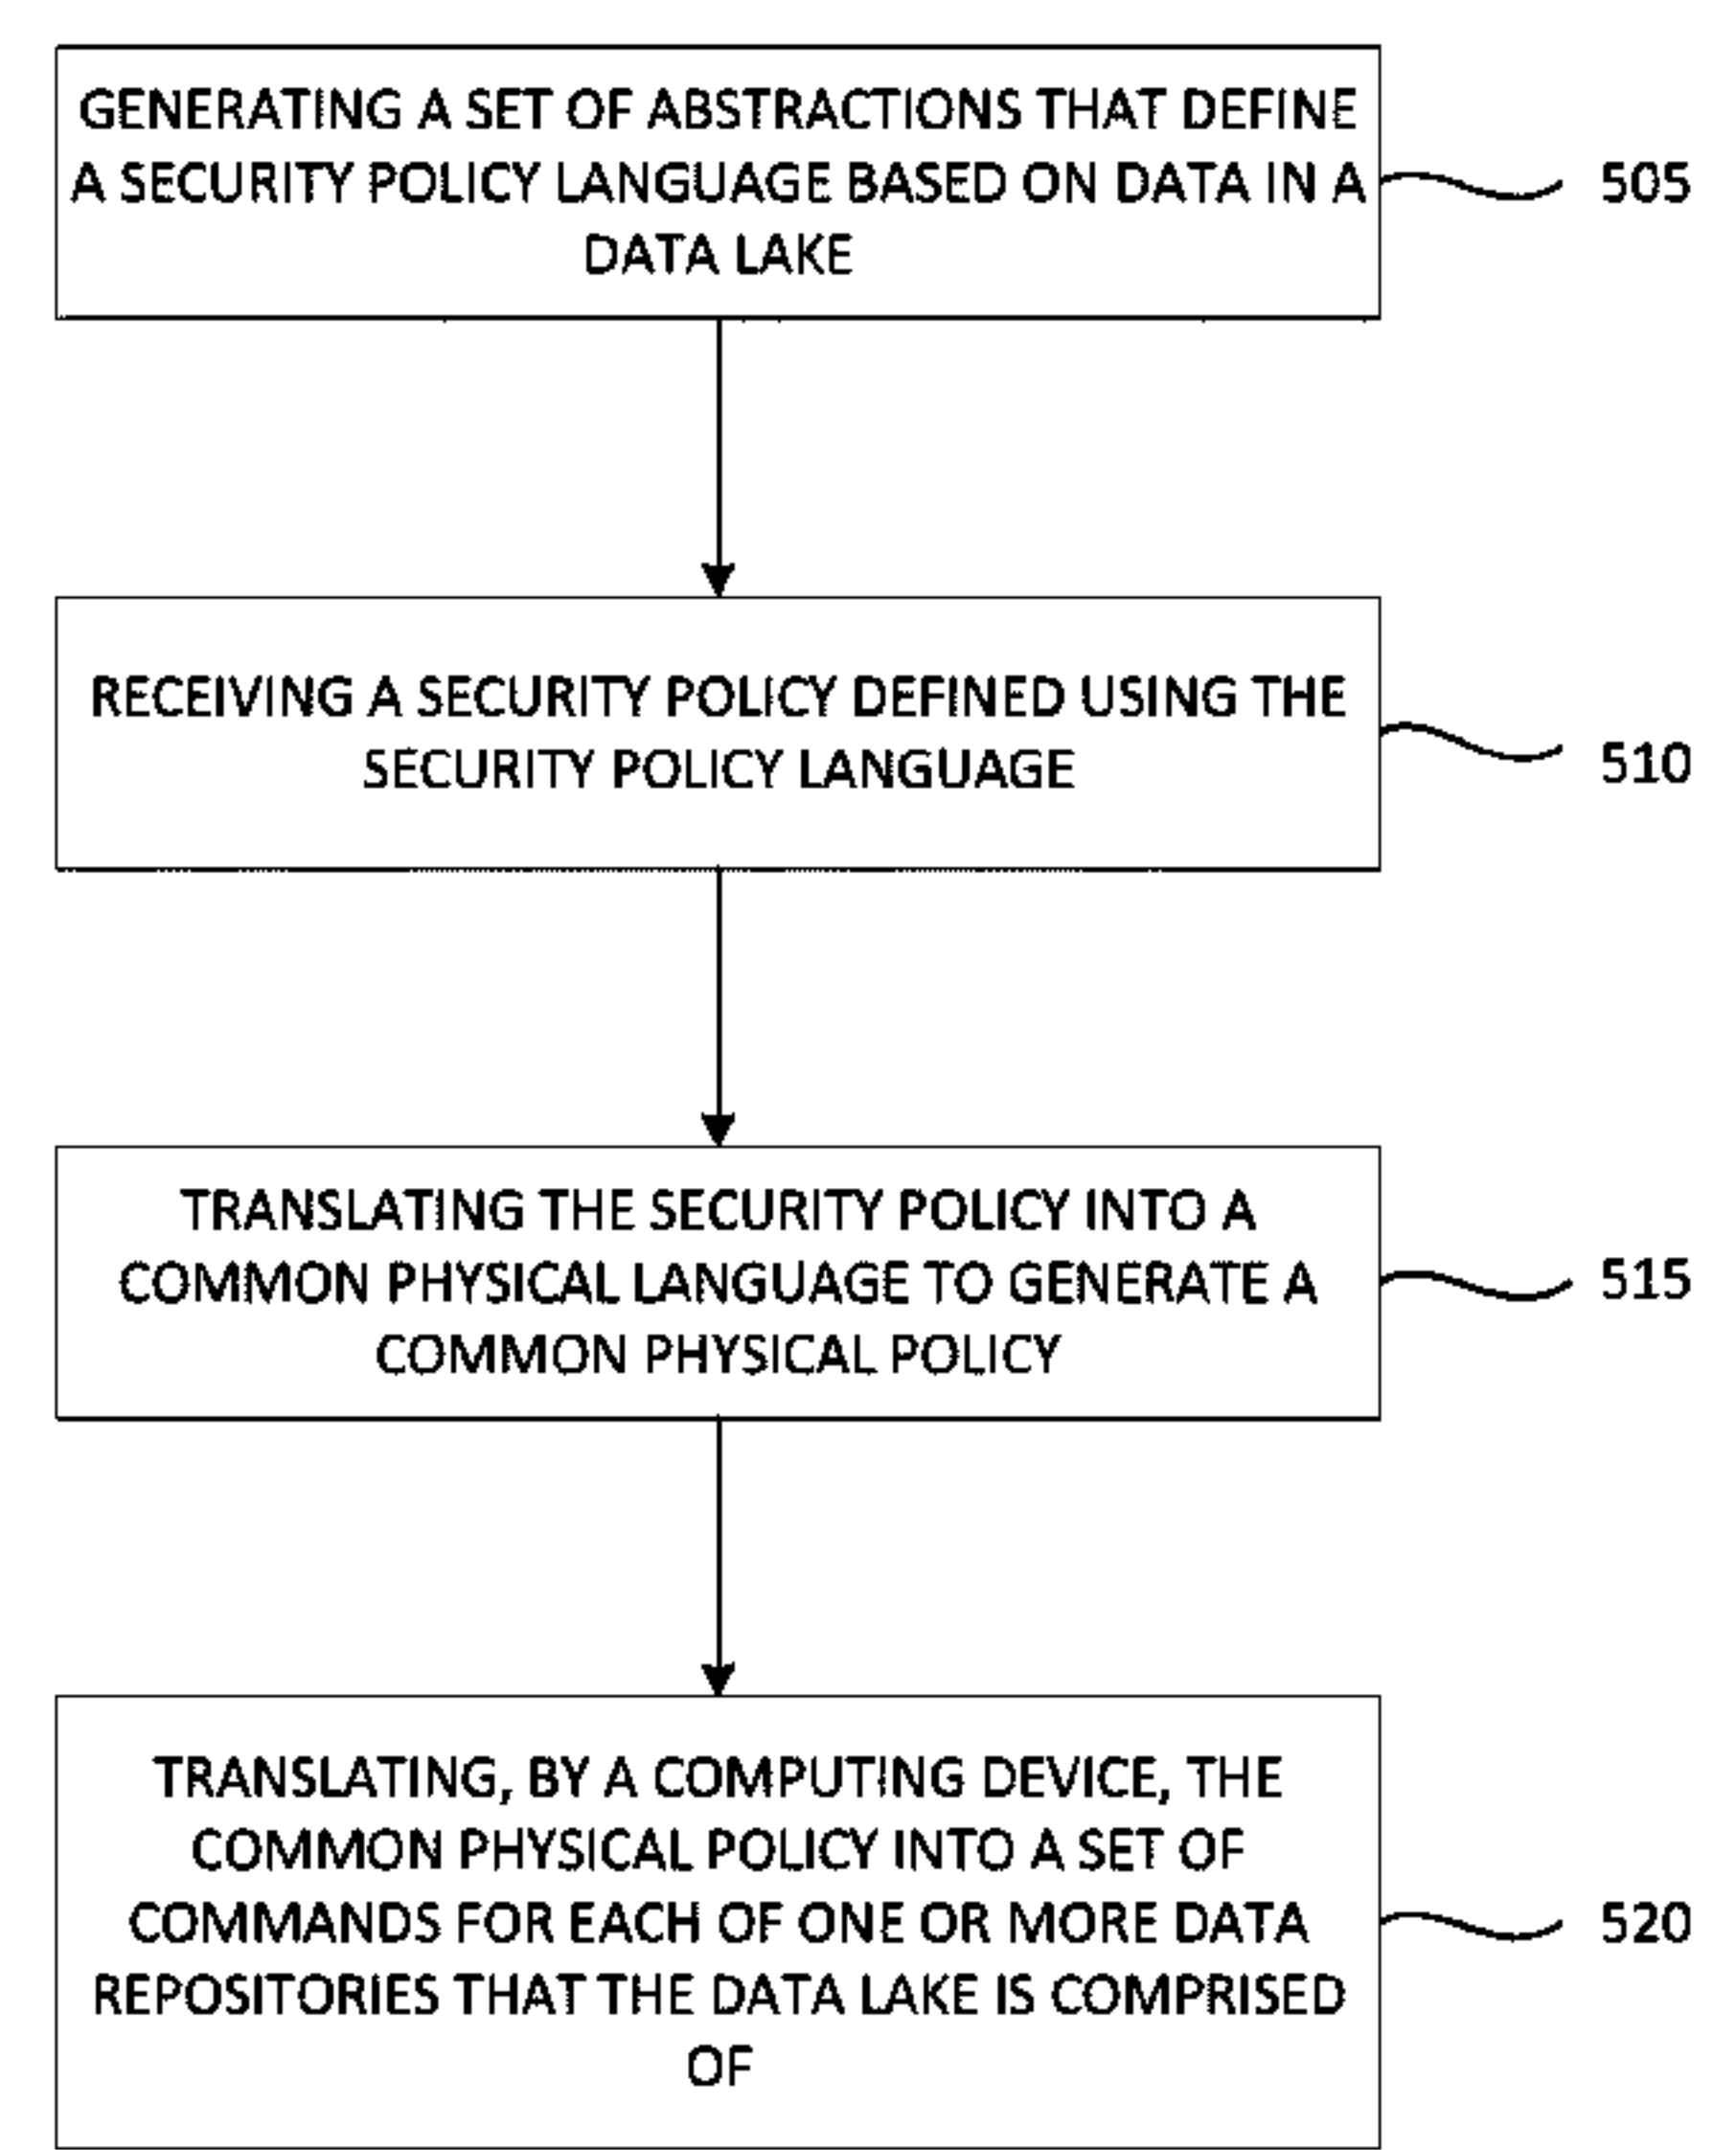 GENERATING A SET OF ABSTRACTIONS THAT DEFINE
A SECURITY POLICY LANGUAGE BASED ON DATA IN A
DATA LAKE
505
RECEIVING A SECURITY POLICY DEFINED USING THE
SECURITY POLICY LANGUAGE
510
TRANSLATING THE SECURITY POLICY INTO A
COMMON PHYSICAL LANGUAGE TO GENERATE A
COMMON PHYSICAL POLICY
515
TRANSLATING, BY A COMPUTING DEVICE, THE
COMMON PHYSICAL POLICY INTO A SET OF
COMMANDS FOR EACH OF ONE OR MORE DATA
REPOSITORIES THAT THE DATA LAKE IS COMPRISED
OF
520